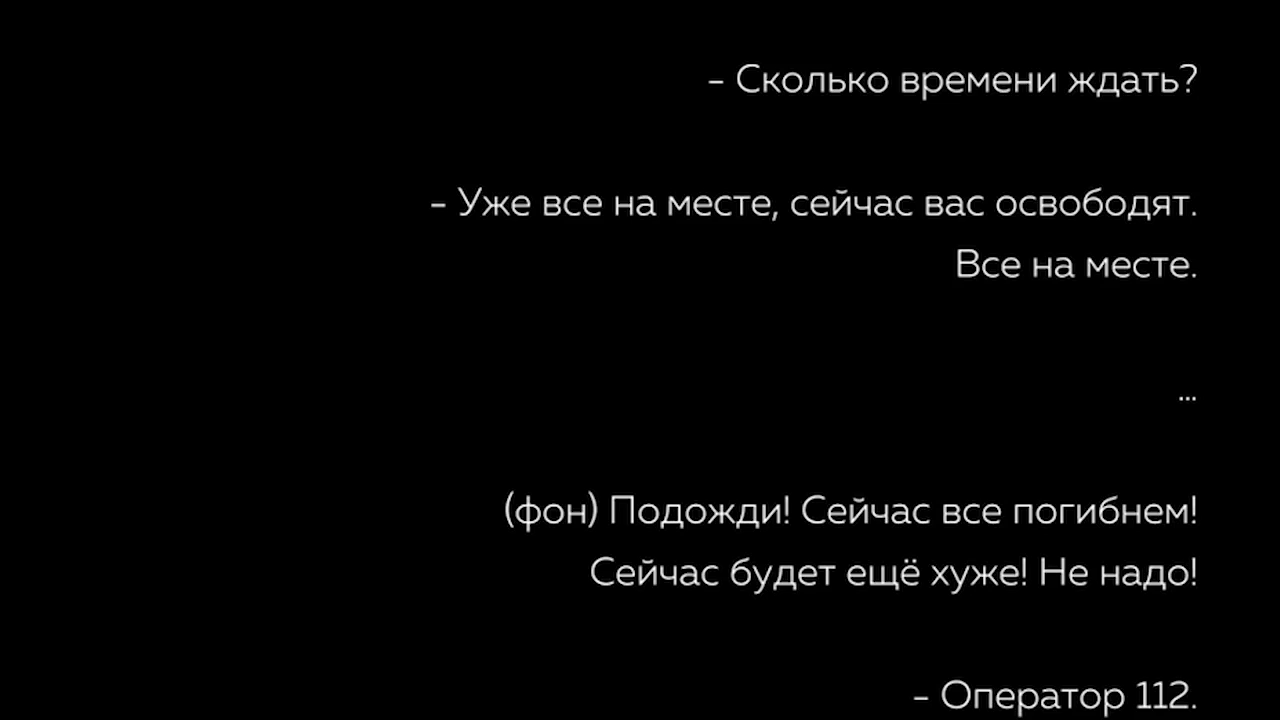 - Сколько времени ждать?
- Уже все на месте, сейчас вас освободят.
Все на месте.
...
(фон) Подожди! Сейчас все погибнем!
Сейчас будет ещё хуже! Не надо!
- Оператор 112.